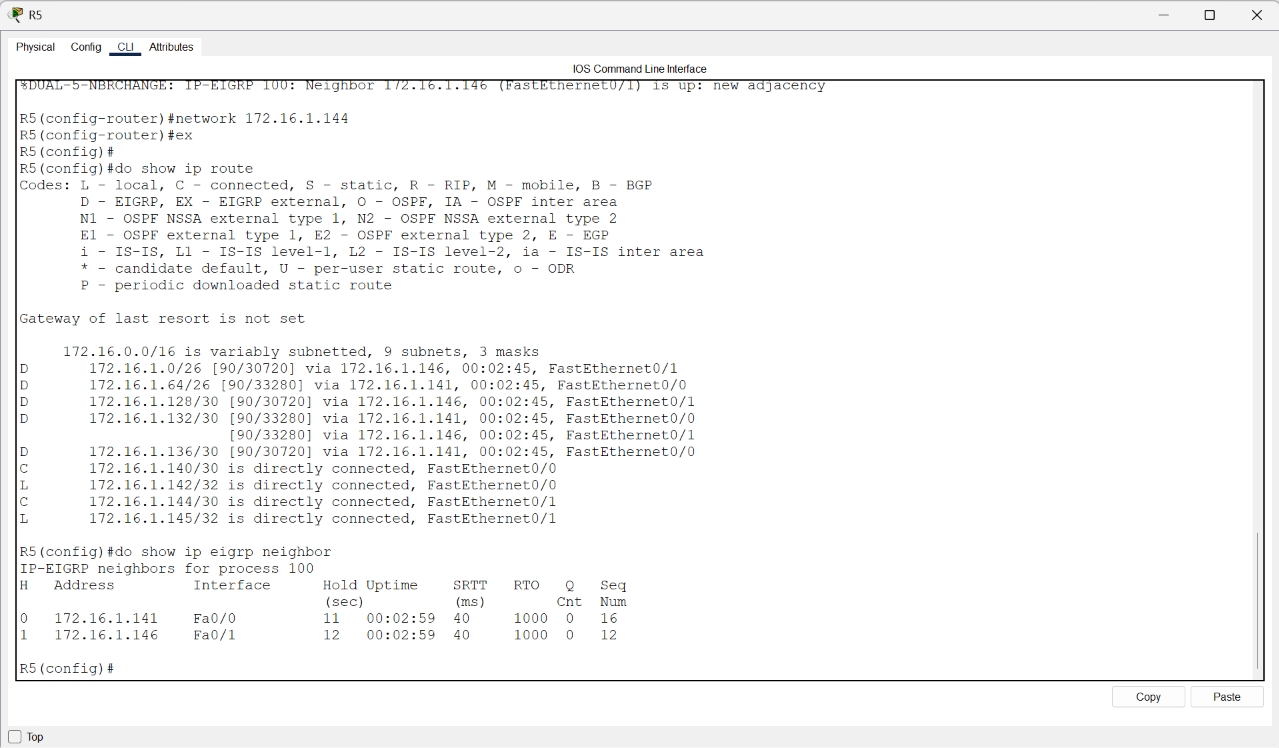 R5
Physical Config CLI Attributes
IOS Command Line Interface
%DUAL-5-NBRCHANGE: IP-EIGRP 100: Neighbor 172.16.1.146 (FastEthernet0/1) is up: new adjacency
R5(config-router)#network 172.16.1.144
R5(config-router)#ex
R5(config)#
R5(config)#do show ip route
Codes: L - local, C - connected, S - static, R - RIP, M - mobile, B - BGP
D - EIGRP, EX - EIGRP external, O - OSPF, IA - OSPF inter area
N1 - OSPF NSSA external type 1, N2 - OSPF NSSA external type 2
E1 - OSPF external type 1, E2 - OSPF external type 2, E - EGP
i - IS-IS, L1 - IS-IS level-1, L2 - IS-IS level-2, ia - IS-IS inter area
* - candidate default, U - per-user static route, o - ODR
P - periodic downloaded static route
Gateway of last resort is not set
172.16.0.0/16 is variably subnetted, 9 subnets, 3 masks
D 172.16.1.0/26 [90/30720] via 172.16.1.146, 00:02:45, FastEthernet0/1
D 172.16.1.64/26 [90/33280] via 172.16.1.141, 00:02:45, FastEthernet0/0
D 172.16.1.128/30 [90/30720] via 172.16.1.146, 00:02:45, FastEthernet0/1
D 172.16.1.132/30 [90/33280] via 172.16.1.141, 00:02:45, FastEthernet0/0
[90/33280] via 172.16.1.146, 00:02:45, FastEthernet0/1
D 172.16.1.136/30 [90/30720] via 172.16.1.141, 00:02:45, FastEthernet0/0
C 172.16.1.140/30 is directly connected, FastEthernet0/0
L 172.16.1.142/32 is directly connected, FastEthernet0/0
C 172.16.1.144/30 is directly connected, FastEthernet0/1
L 172.16.1.145/32 is directly connected, FastEthernet0/1
R5(config)#do show ip eigrp neighbor
IP-EIGRP neighbors for process 100
H Address Interface Hold Uptime SRTT RTO Q Seq
(sec) (ms) Cnt Num
0 172.16.1.141 Fa0/0 11 00:02:59 40 1000 0 16
1 172.16.1.146 Fa0/1 12 00:02:59 40 1000 0 12
R5(config)#
Copy Paste
Top